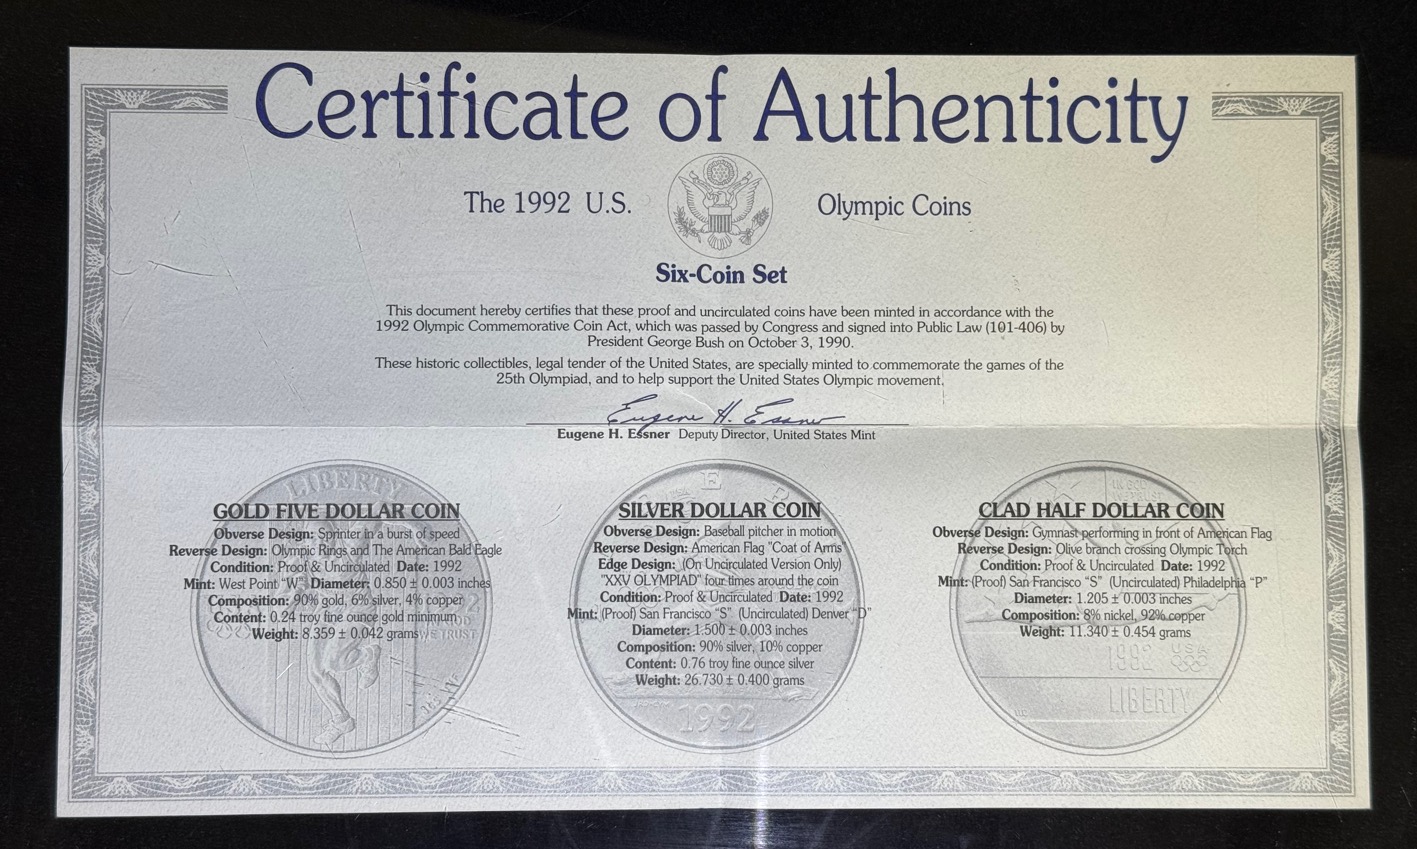 Certificate of Authenticity
The 1992 U.S. Olympic Coins
Six-Coin Set
This document hereby certifies that these proof and uncirculated coins have been minted in accordance with the
1992 Olympic Commemorative Coin Act, which was passed by Congress and signed into Public Law (101-406) by
President George Bush on October 3, 1990.
These historic collectibles, legal tender of the United States, are specially minted to commemorate the games of the
25th Olympiad, and to help support the United States Olympic movement.
Eugene H. Essner
Eugene H. Essner Deputy Director, United States Mint
LIBERTY
GOLD FIVE DOLLAR COIN
Obverse Design: Sprinter in a burst of speed
Reverse Design: Olympic Rings and The American Bald Eagle
Condition: Proof & Uncirculated Date: 1992
Mint: West Point “W” Diameter: 0.850 ± 0.003 inches
Composition: 90% gold, 6% silver, 4% copper
Content: 0.24 troy fine ounce gold minimum
Weight: 8.359 ± 0.042 grams
WE TRUST
SILVER DOLLAR COIN
Obverse Design: Baseball pitcher in motion
Reverse Design: American Flag "Coat of Arms"
Edge Design: (On Uncirculated Version Only)
"XXV OLYMPIAD" four times around the coin
Condition: Proof & Uncirculated Date: 1992
Mint: (Proof) San Francisco “S” (Uncirculated) Denver “D”
Diameter: 1.500 ± 0.003 inches
Composition: 90% silver, 10% copper
Content: 0.76 troy fine ounce silver
Weight: 26.730 ± 0.400 grams
1992
IN GOD
WE TRUST
CLAD HALF DOLLAR COIN
Obverse Design: Gymnast performing in front of American Flag
Reverse Design: Olive branch crossing Olympic Torch
Condition: Proof & Uncirculated Date: 1992
Mint: (Proof) San Francisco “S” (Uncirculated) Philadelphia “P”
Diameter: 1.205 ± 0.003 inches
Composition: 8% nickel, 92% copper
Weight: 11.340 ± 0.454 grams
1992 USA
LIBERTY